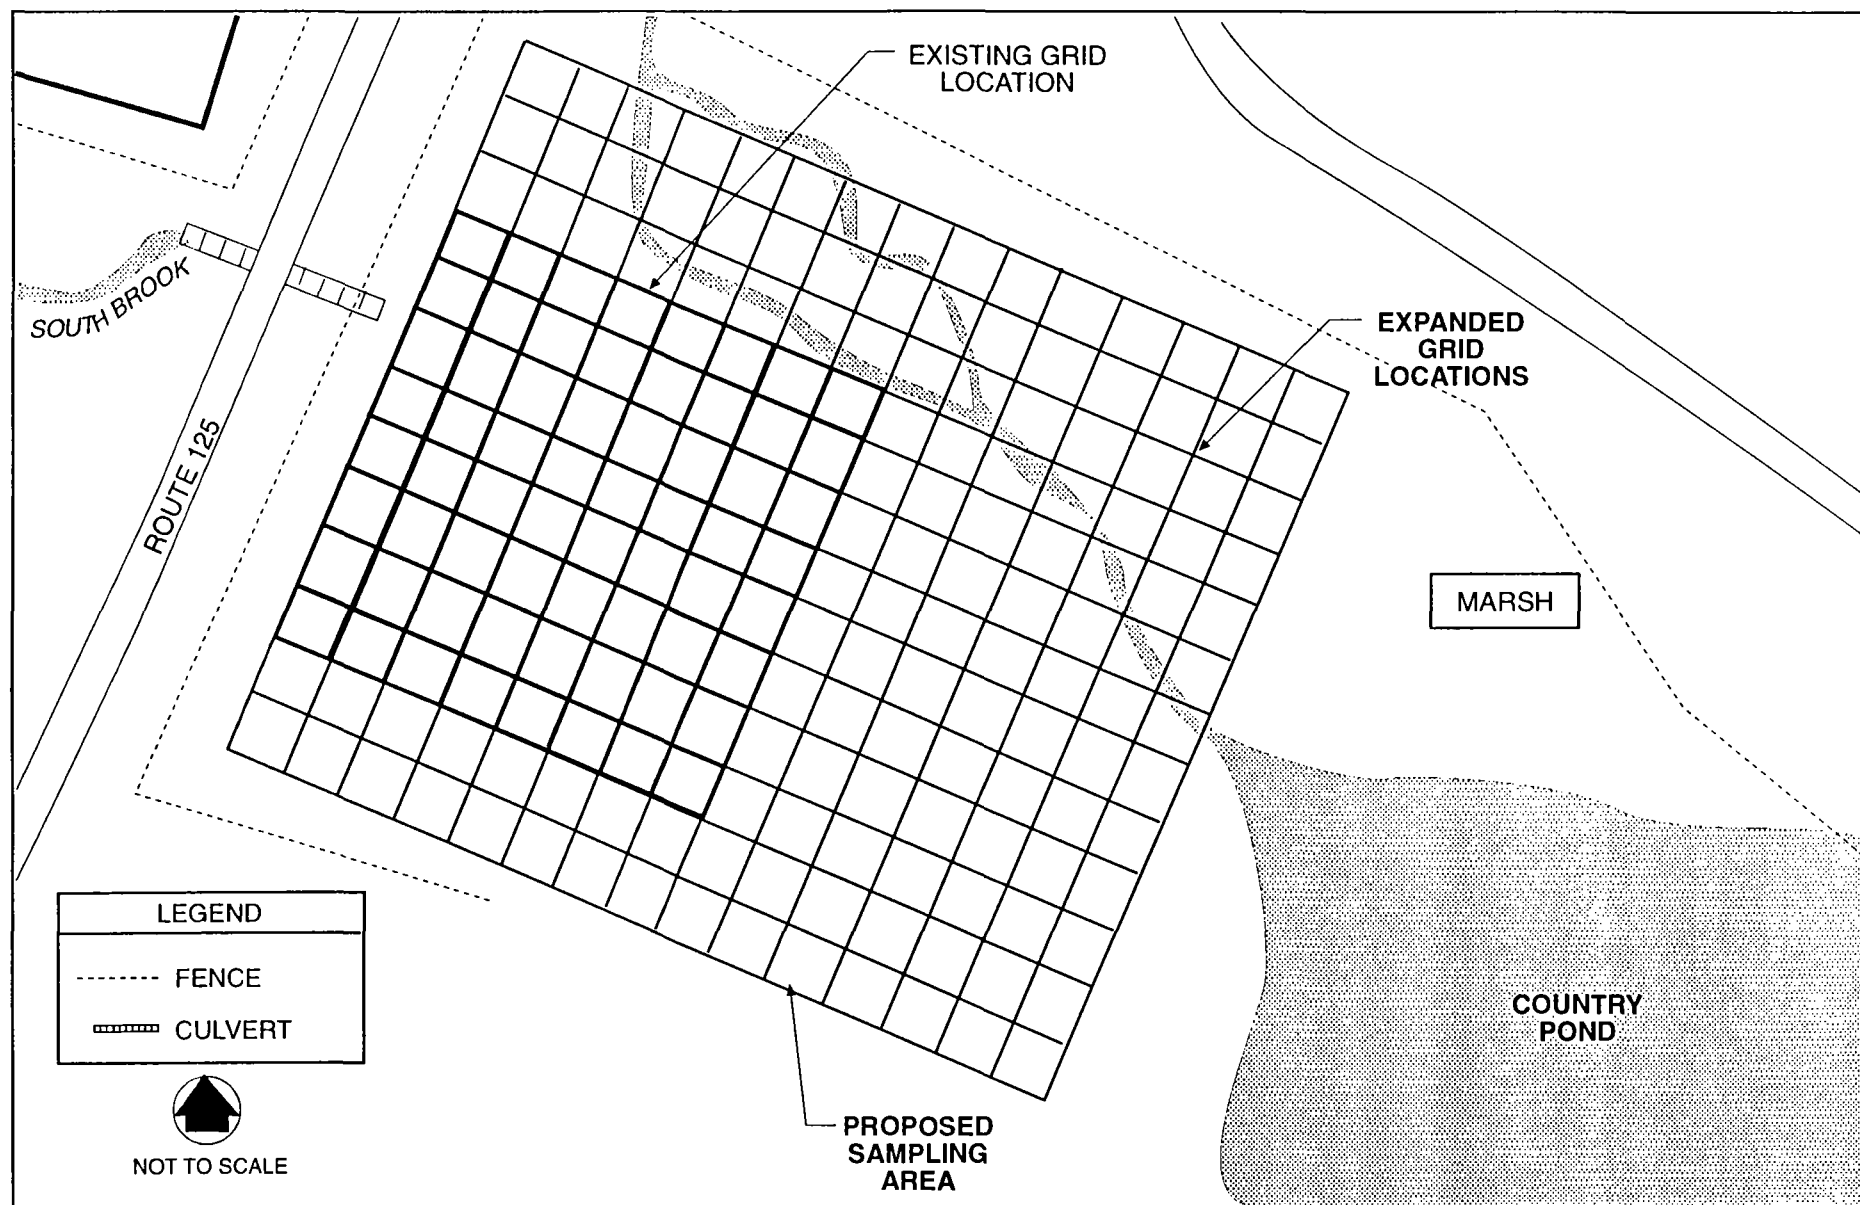 EXISTING GRID
LOCATION
SOUTH BROOK
EXPANDED
GRID
LOCATIONS
ROUTE 125
MARSH
LEGEND
FENCE
CULVERT
COUNTRY
POND
NOT TO SCALE
PROPOSED
SAMPLING
AREA